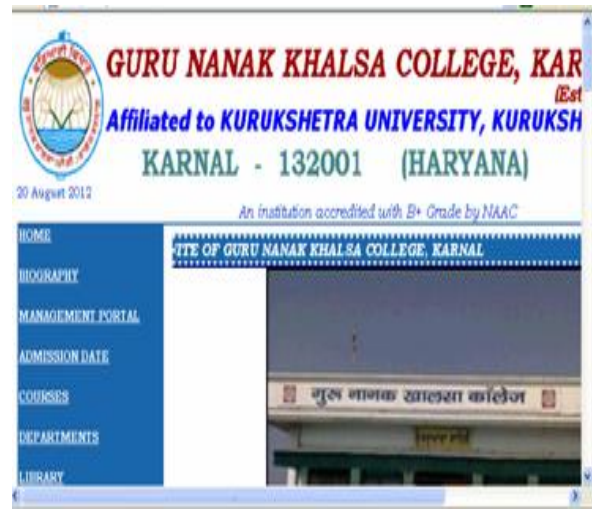 GURU NANAK KHALSA COLLEGE, KAR
(Est
Affiliated to KURUKSHETRA UNIVERSITY, KURUKSH
KARNAL - 132001 (HARYANA)
20 August 2012
An institution accredited with B+ Grade by NAAC
HOME
ITE OF GURU NANAK KHALSA COLLEGE, KARNAL
BIOGRAPHY
MANAGEMENT PORTAL
ADMISSION DATE
COURSES
DEPARTMENTS
LIBRARY
गुरु नानक खालसा कॉलेज